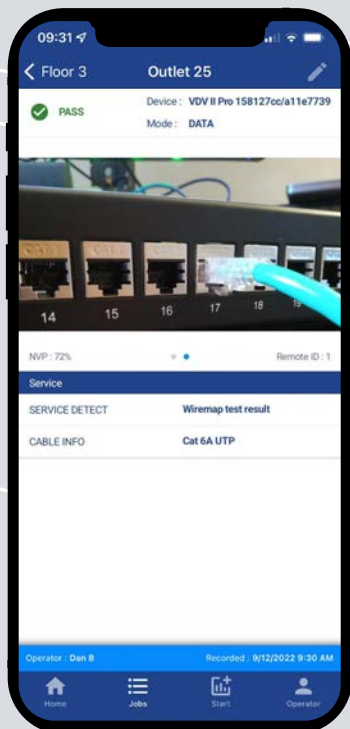 09:31
Floor 3
Outlet 25
PASS
Device : VDV II Pro 158127cc/a11e7739
Mode : DATA
14
15
16
17
18
NVP : 72%
Remote ID : 1
Service
SERVICE DETECT
Wiremap test result
CABLE INFO
Cat 6A UTP
Operator : Dan B
Recorded : 9/12/2022 9:30 AM
Home
Jobs
Start
Operator